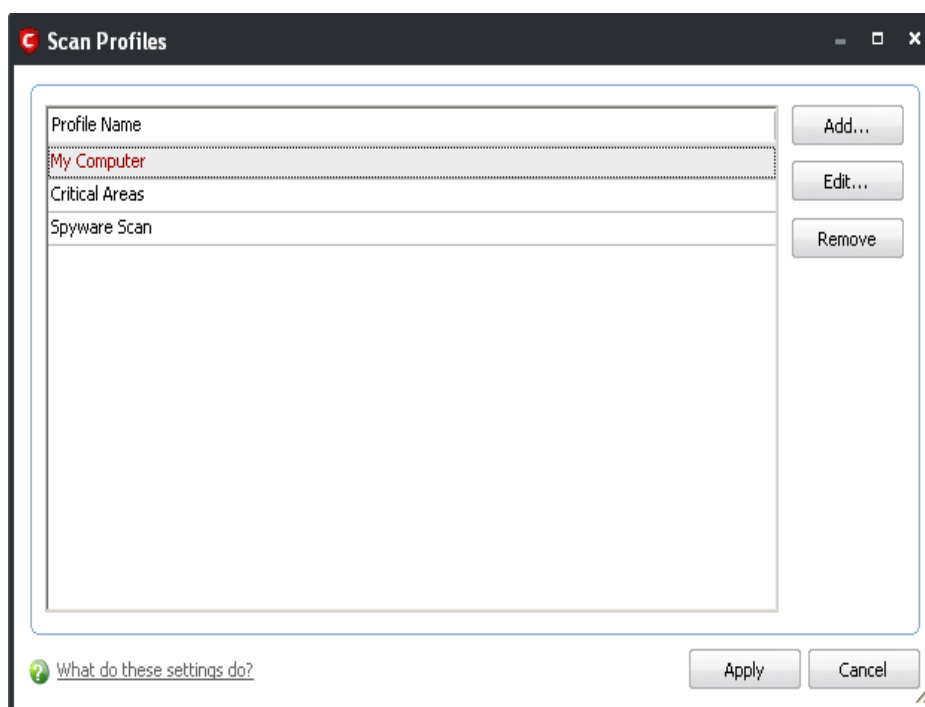 Scan Profiles
Profile Name
My Computer
Critical Areas
Spyware Scan
Add...
Edit...
Remove
What do these settings do?
Apply
Cancel